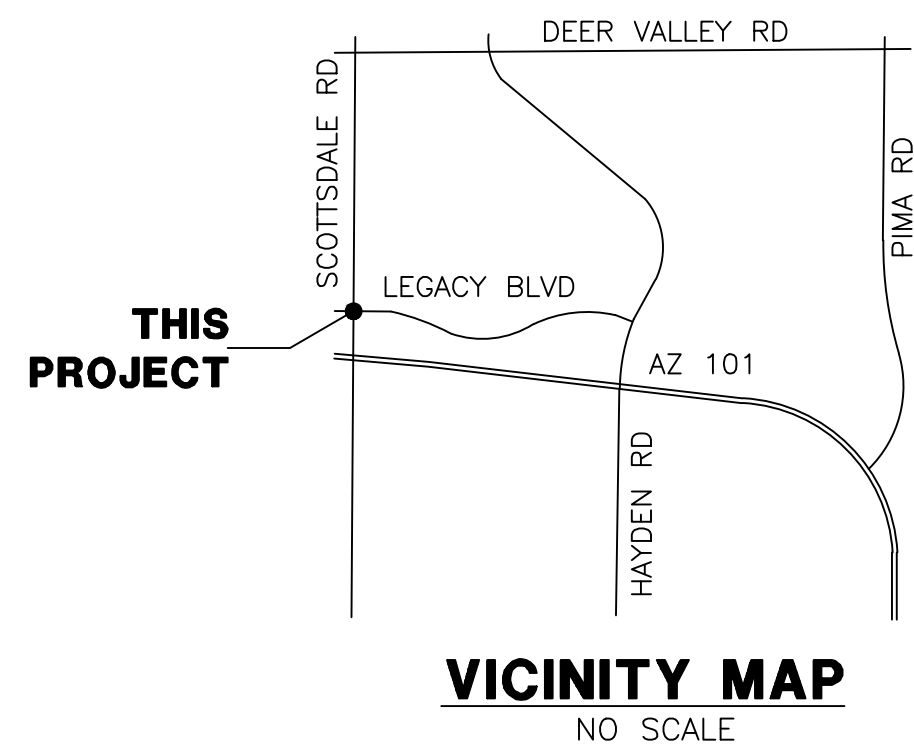 DEER VALLEY RD
SCOTTSDALE RD
PIMA RD
LEGACY BLVD
THIS
PROJECT
AZ 101
HAYDEN RD
VICINITY MAP
NO SCALE